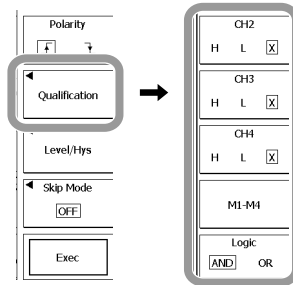 Polarity
Qualification
Level/Hys
Skip Mode
OFF
Exec
CH2
H L X
CH3
H L X
CH4
H L X
M1-M4
Logic
AND OR